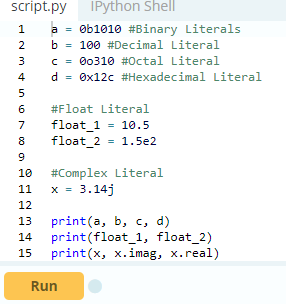 script.py IPython Shell
1 a = 0b1010 #Binary Literals
2 b = 100 #Decimal Literal
3 c = 0o310 #Octal Literal
4 d = 0x12c #Hexadecimal Literal
5
6 #Float Literal
7 float_1 = 10.5
8 float_2 = 1.5e2
9
10 #Complex Literal
11 x = 3.14j
12
13 print(a, b, c, d)
14 print(float_1, float_2)
15 print(x, x.imag, x.real)
Run